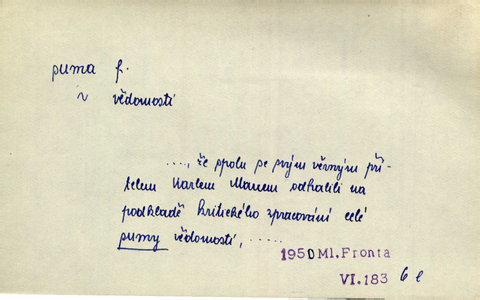 puma f.
v vědomostí
...., že spolu se svým věrným pří-
telem Karlem Marxem odhalili na
podkladě kritického zpracování celé
sumy vědomostí, .....
1950 Ml. Fronta
VI. 183 6 e